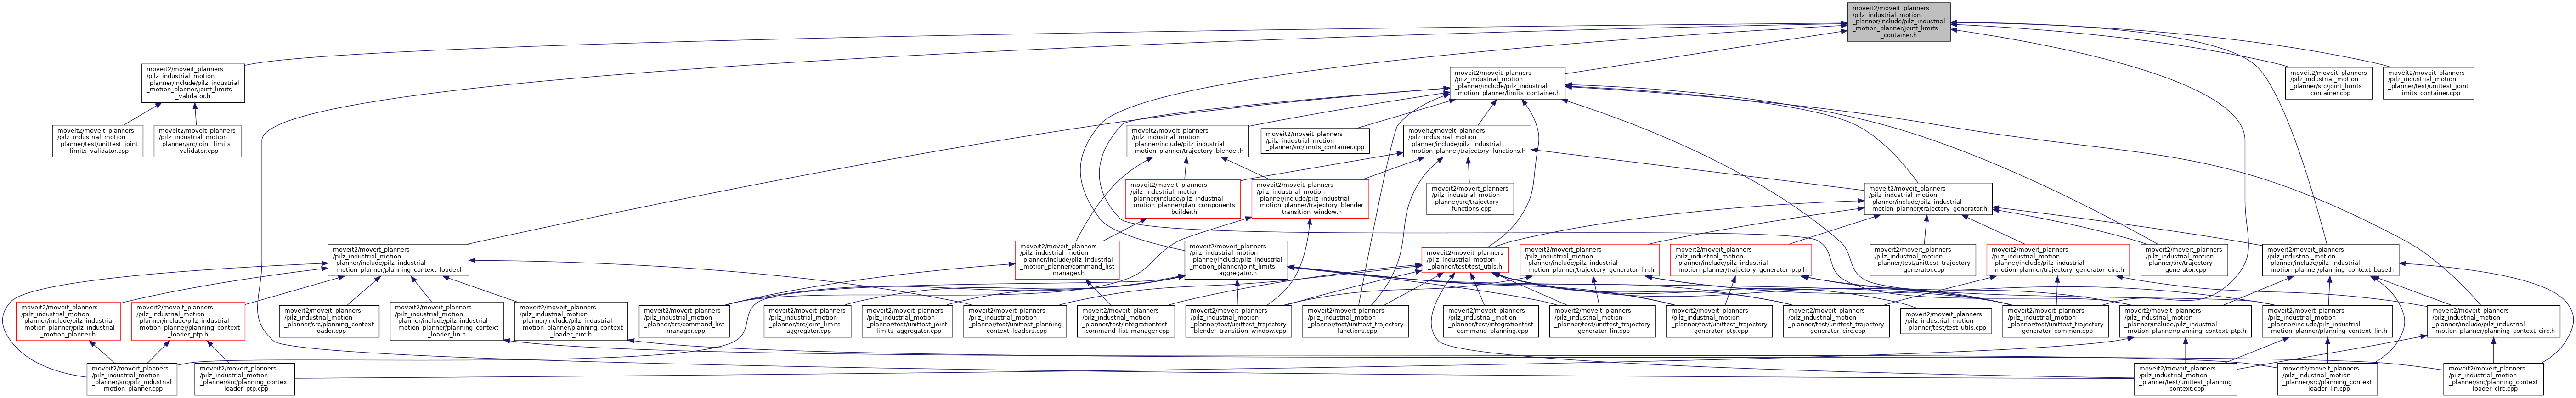 moveit2/moveit_planners
/pilz_industrial_motion
_planner/include/pilz_industrial
_motion_planner/joint_limits
_container.h
moveit2/moveit_planners
/pilz_industrial_motion
_planner/include/pilz_industrial
_motion_planner/joint_limits
_validator.h
moveit2/moveit_planners
/pilz_industrial_motion
_planner/include/pilz_industrial
_motion_planner/limits_container.h
moveit2/moveit_planners
/pilz_industrial_motion
_planner/src/joint_limits
_container.cpp
moveit2/moveit_planners
/pilz_industrial_motion
_planner/test/unittest_joint
_limits_container.cpp
moveit2/moveit_planners
/pilz_industrial_motion
_planner/test/unittest_joint
_limits_validator.cpp
moveit2/moveit_planners
/pilz_industrial_motion
_planner/src/joint_limits
_validator.cpp
moveit2/moveit_planners
/pilz_industrial_motion
_planner/include/pilz_industrial
_motion_planner/trajectory_blender.h
moveit2/moveit_planners
/pilz_industrial_motion
_planner/src/limits_container.cpp
moveit2/moveit_planners
/pilz_industrial_motion
_planner/include/pilz_industrial
_motion_planner/trajectory_functions.h
moveit2/moveit_planners
/pilz_industrial_motion
_planner/include/pilz_industrial
_motion_planner/plan_components
_builder.h
moveit2/moveit_planners
/pilz_industrial_motion
_planner/include/pilz_industrial
_motion_planner/trajectory_blender
_transition_window.h
moveit2/moveit_planners
/pilz_industrial_motion
_planner/src/trajectory
_functions.cpp
moveit2/moveit_planners
/pilz_industrial_motion
_planner/include/pilz_industrial
_motion_planner/trajectory_generator.h
moveit2/moveit_planners
/pilz_industrial_motion
_planner/include/pilz_industrial
_motion_planner/planning_context_loader.h
moveit2/moveit_planners
/pilz_industrial_motion
_planner/include/pilz_industrial
_motion_planner/command_list
_manager.h
moveit2/moveit_planners
/pilz_industrial_motion
_planner/include/pilz_industrial
_motion_planner/joint_limits
_aggregator.h
moveit2/moveit_planners
/pilz_industrial_motion
_planner/test/test_utils.h
moveit2/moveit_planners
/pilz_industrial_motion
_planner/include/pilz_industrial
_motion_planner/trajectory_generator_lin.h
moveit2/moveit_planners
/pilz_industrial_motion
_planner/include/pilz_industrial
_motion_planner/trajectory_generator_ptp.h
moveit2/moveit_planners
/pilz_industrial_motion
_planner/test/unittest_trajectory
_generator.cpp
moveit2/moveit_planners
/pilz_industrial_motion
_planner/include/pilz_industrial
_motion_planner/trajectory_generator_circ.h
moveit2/moveit_planners
/pilz_industrial_motion
_planner/src/trajectory
_generator.cpp
moveit2/moveit_planners
/pilz_industrial_motion
_planner/include/pilz_industrial
_motion_planner/planning_context_base.h
moveit2/moveit_planners
/pilz_industrial_motion
_planner/include/pilz_industrial
_motion_planner/pilz_industrial
_motion_planner.h
moveit2/moveit_planners
/pilz_industrial_motion
_planner/include/pilz_industrial
_motion_planner/planning_context
_loader_ptp.h
moveit2/moveit_planners
/pilz_industrial_motion
_planner/src/planning_context
_loader.cpp
moveit2/moveit_planners
/pilz_industrial_motion
_planner/include/pilz_industrial
_motion_planner/planning_context
_loader_lin.h
moveit2/moveit_planners
/pilz_industrial_motion
_planner/include/pilz_industrial
_motion_planner/planning_context
_loader_circ.h
moveit2/moveit_planners
/pilz_industrial_motion
_planner/src/command_list
_manager.cpp
moveit2/moveit_planners
/pilz_industrial_motion
_planner/src/joint_limits
_aggregator.cpp
moveit2/moveit_planners
/pilz_industrial_motion
_planner/test/unittest_joint
_limits_aggregator.cpp
moveit2/moveit_planners
/pilz_industrial_motion
_planner/test/unittest_planning
_context_loaders.cpp
moveit2/moveit_planners
/pilz_industrial_motion
_planner/test/integrationtest
_command_list_manager.cpp
moveit2/moveit_planners
/pilz_industrial_motion
_planner/test/unittest_trajectory
_blender_transition_window.cpp
moveit2/moveit_planners
/pilz_industrial_motion
_planner/test/unittest_trajectory
_functions.cpp
moveit2/moveit_planners
/pilz_industrial_motion
_planner/test/integrationtest
_command_planning.cpp
moveit2/moveit_planners
/pilz_industrial_motion
_planner/test/unittest_trajectory
_generator_lin.cpp
moveit2/moveit_planners
/pilz_industrial_motion
_planner/test/unittest_trajectory
_generator_ptp.cpp
moveit2/moveit_planners
/pilz_industrial_motion
_planner/test/unittest_trajectory
_generator_circ.cpp
moveit2/moveit_planners
/pilz_industrial_motion
_planner/test/test_utils.cpp
moveit2/moveit_planners
/pilz_industrial_motion
_planner/test/unittest_trajectory
_generator_common.cpp
moveit2/moveit_planners
/pilz_industrial_motion
_planner/include/pilz_industrial
_motion_planner/planning_context_ptp.h
moveit2/moveit_planners
/pilz_industrial_motion
_planner/include/pilz_industrial
_motion_planner/planning_context_lin.h
moveit2/moveit_planners
/pilz_industrial_motion
_planner/include/pilz_industrial
_motion_planner/planning_context_circ.h
moveit2/moveit_planners
/pilz_industrial_motion
_planner/src/pilz_industrial
_motion_planner.cpp
moveit2/moveit_planners
/pilz_industrial_motion
_planner/src/planning_context
_loader_ptp.cpp
moveit2/moveit_planners
/pilz_industrial_motion
_planner/test/unittest_planning
_context.cpp
moveit2/moveit_planners
/pilz_industrial_motion
_planner/src/planning_context
_loader_lin.cpp
moveit2/moveit_planners
/pilz_industrial_motion
_planner/src/planning_context
_loader_circ.cpp